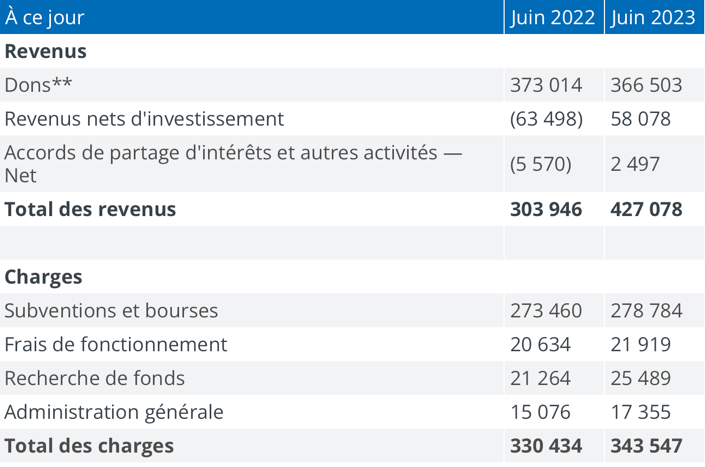 À ce jour Juin 2022 Juin 2023
Revenus
Dons** 373 014 366 503
Revenus nets d'investissement (63 498) 58 078
Accords de partage d'intérêts et autres activités —
Net (5 570) 2 497
Total des revenus 303 946 427 078
Charges
Subventions et bourses 273 460 278 784
Frais de fonctionnement 20 634 21 919
Recherche de fonds 21 264 25 489
Administration générale 15 076 17 355
Total des charges 330 434 343 547